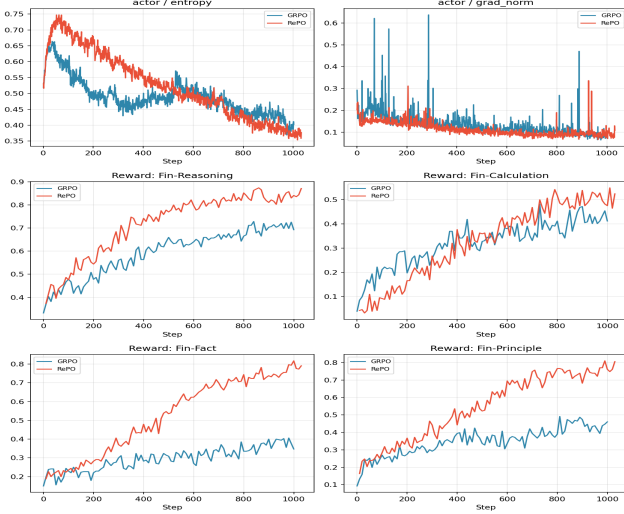 actor / entropy
0.75
0.70
0.65
0.60
0.55
0.50
0.45
0.40
0.35
GRPO
RePO
0 200 400 600 800 1000
Step
actor / grad_norm
0.6
0.5
0.4
0.3
0.2
0.1
GRPO
RePO
0 200 400 600 800 1000
Step
Reward: Fin-Reasoning
0.9
0.8
0.7
0.6
0.5
0.4
GRPO
RePO
0 200 400 600 800 1000
Step
Reward: Fin-Calculation
0.5
0.4
0.3
0.2
0.1
GRPO
RePO
0 200 400 600 800 1000
Step
Reward: Fin-Fact
0.8
0.7
0.6
0.5
0.4
0.3
0.2
GRPO
RePO
0 200 400 600 800 1000
Step
Reward: Fin-Principle
0.8
0.7
0.6
0.5
0.4
0.3
0.2
0.1
GRPO
RePO
0 200 400 600 800 1000
Step